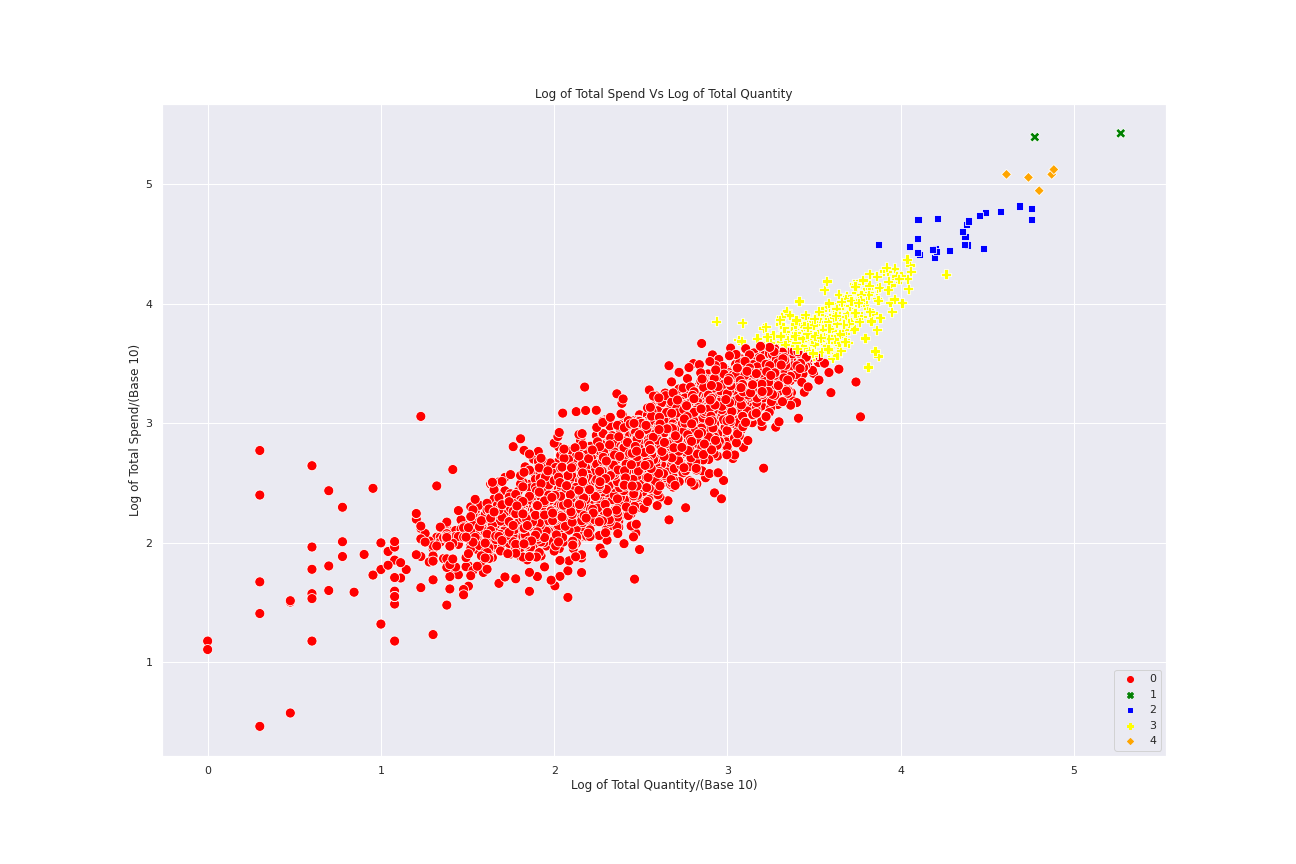 Log of Total Spend Vs Log of Total Quantity
Log of Total Spend/(Base 10)
5
4
3
2
1
0 1 2 3 4 5
Log of Total Quantity/(Base 10)
0
1
2
3
4